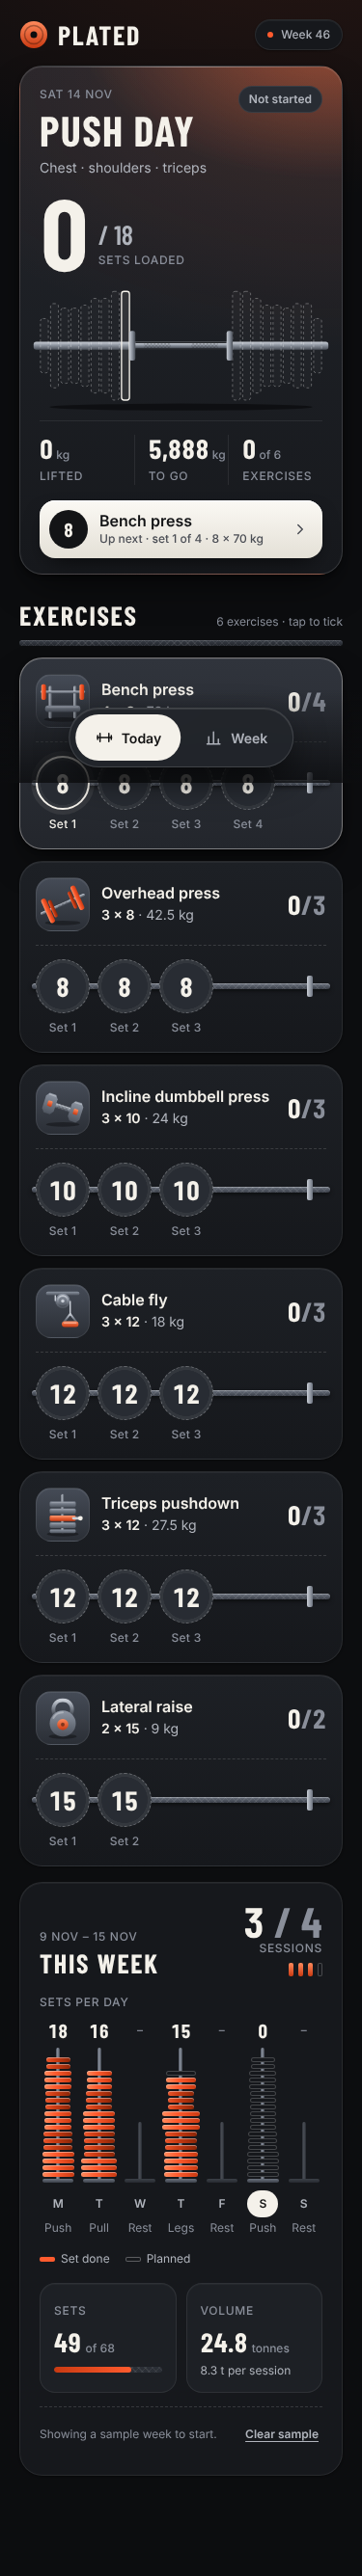 PLATED
Week 46
SAT 14 NOV
Not started
PUSH DAY
Chest · shoulders · triceps
0 / 18
SETS LOADED
0 kg
LIFTED
5,888 kg
TO GO
0 of 6
EXERCISES
8
Bench press
Up next · set 1 of 4 · 8 × 70 kg
EXERCISES
6 exercises · tap to tick
Bench press
0/4
Today
Week
8 8 8 8
Set 1 Set 2 Set 3 Set 4
Overhead press
3 × 8 · 42.5 kg
0/3
8 8 8
Set 1 Set 2 Set 3
Incline dumbbell press
3 × 10 · 24 kg
0/3
10 10 10
Set 1 Set 2 Set 3
Cable fly
3 × 12 · 18 kg
0/3
12 12 12
Set 1 Set 2 Set 3
Triceps pushdown
3 × 12 · 27.5 kg
0/3
12 12 12
Set 1 Set 2 Set 3
Lateral raise
2 × 15 · 9 kg
0/2
15 15
Set 1 Set 2
9 NOV – 15 NOV
THIS WEEK
3 / 4
SESSIONS
SETS PER DAY
18 16 – 15 – 0 –
M T W T F S S
Push Pull Rest Legs Rest Push Rest
Set done Planned
SETS
49 of 68
VOLUME
24.8 tonnes
8.3 t per session
Showing a sample week to start.
Clear sample